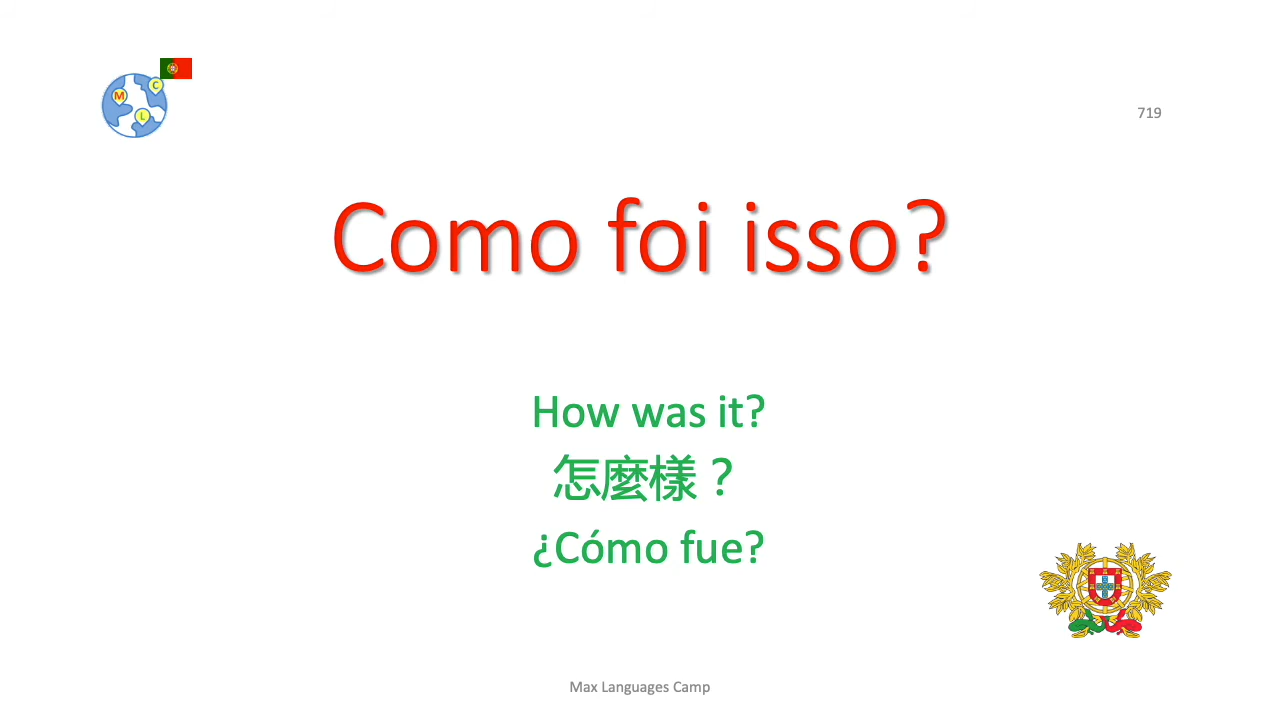 M
C
L
719
Como foi isso?
How was it?
怎麼樣？
¿Cómo fue?
Max Languages Camp